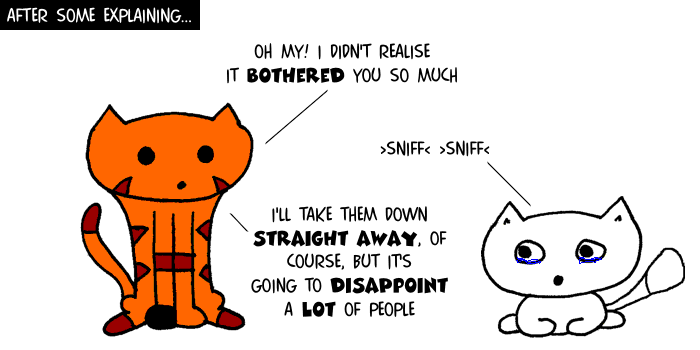 AFTER SOME EXPLAINING...
OH MY! I DIDN'T REALISE
IT BOTHERED YOU SO MUCH
>SNIFF< >SNIFF<
I'LL TAKE THEM DOWN
STRAIGHT AWAY, OF
COURSE, BUT IT'S
GOING TO DISAPPOINT
A LOT OF PEOPLE